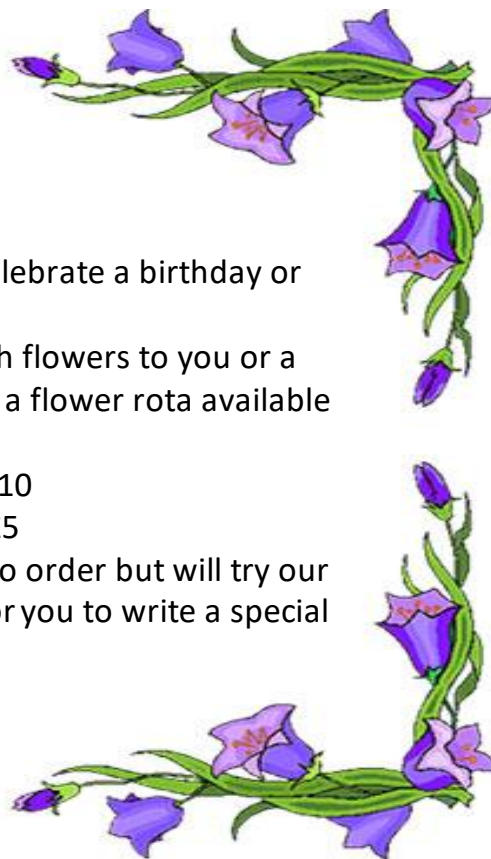 lebrate a birthday or
h flowers to you or a
a flower rota available
10
5
o order but will try our
or you to write a special